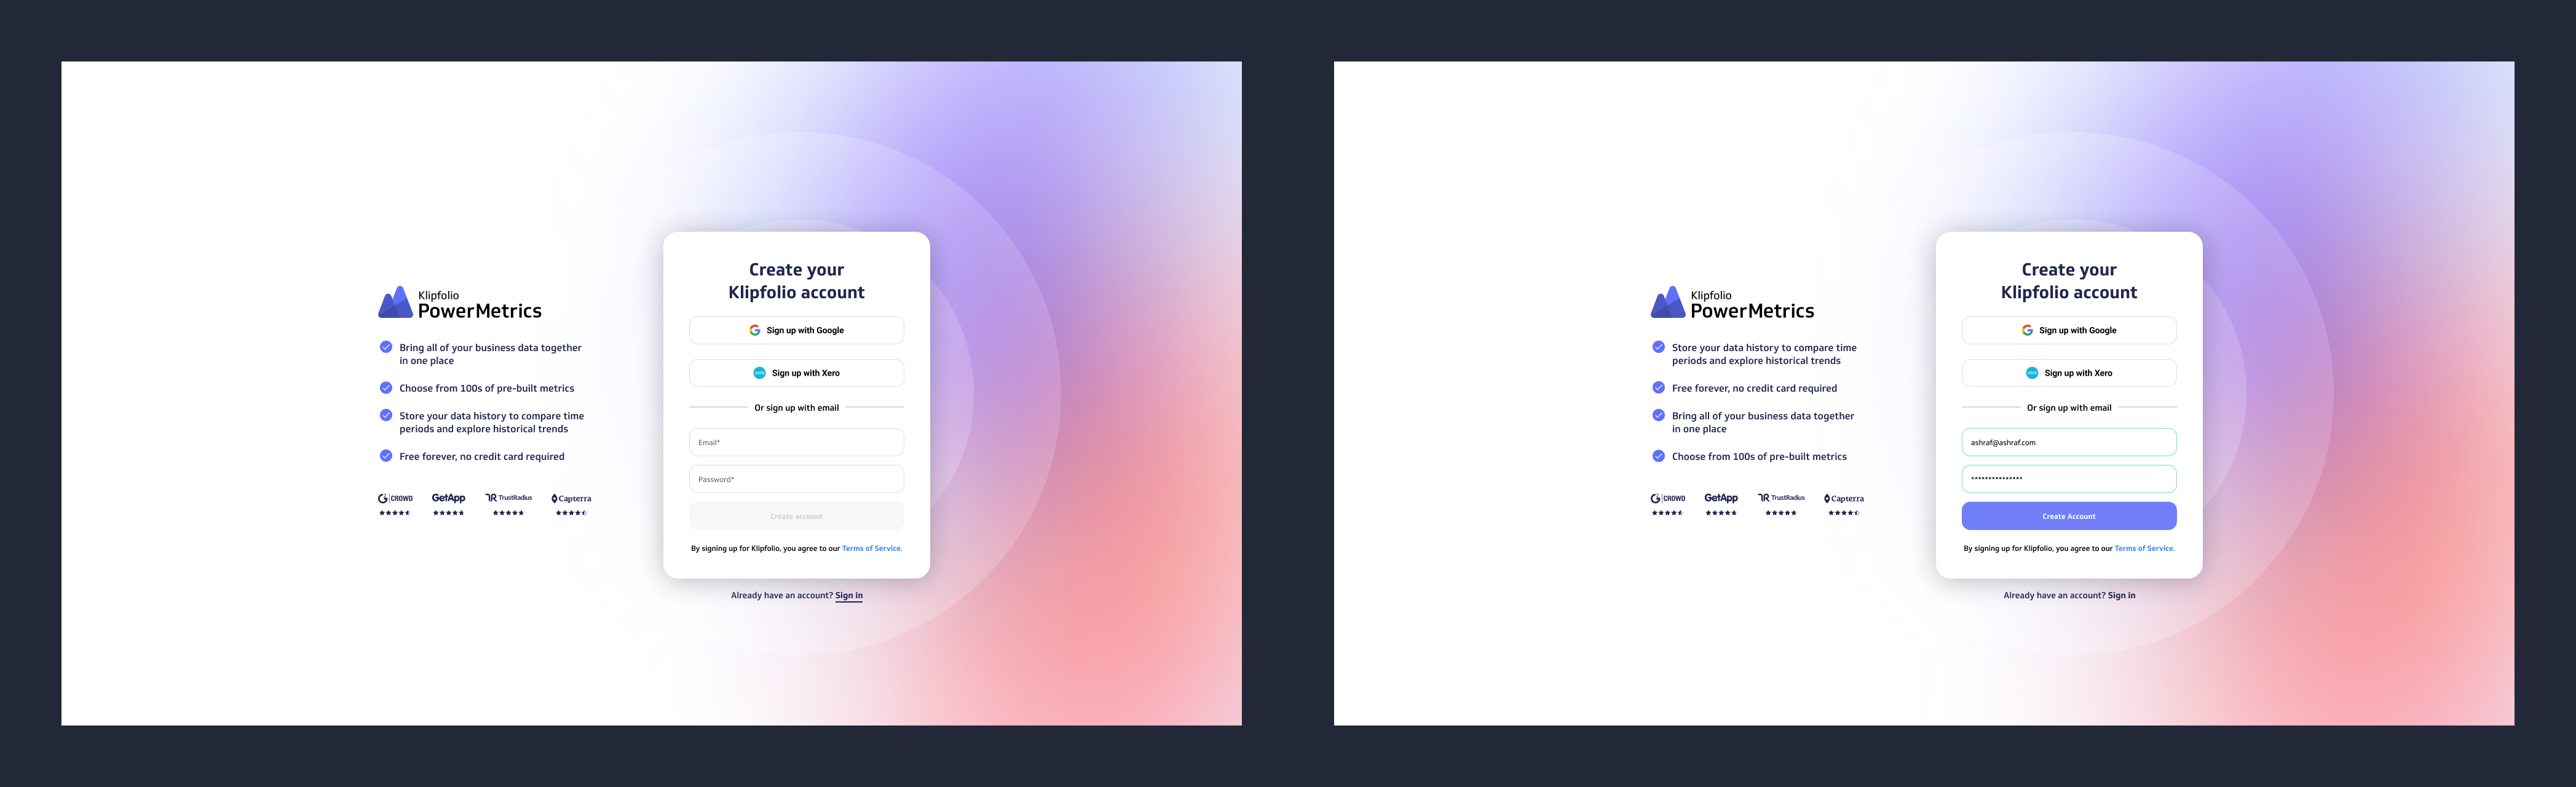 Klipfolio
PowerMetrics
Bring all of your business data together
in one place
Choose from 100s of pre-built metrics
Store your data history to compare time
periods and explore historical trends
Free forever, no credit card required
G2 | CROWD
GetApp
TR TrustRadius
Capterra
Create your
Klipfolio account
Sign up with Google
xero Sign up with Xero
Or sign up with email
Email*
Password*
Create account
By signing up for Klipfolio, you agree to our Terms of Service.
Already have an account? Sign in
Klipfolio
PowerMetrics
Store your data history to compare time
periods and explore historical trends
Free forever, no credit card required
Bring all of your business data together
in one place
Choose from 100s of pre-built metrics
G2 | CROWD
GetApp
TR TrustRadius
Capterra
Create your
Klipfolio account
Sign up with Google
xero Sign up with Xero
Or sign up with email
ashraf@ashraf.com
***************
Create Account
By signing up for Klipfolio, you agree to our Terms of Service.
Already have an account? Sign in